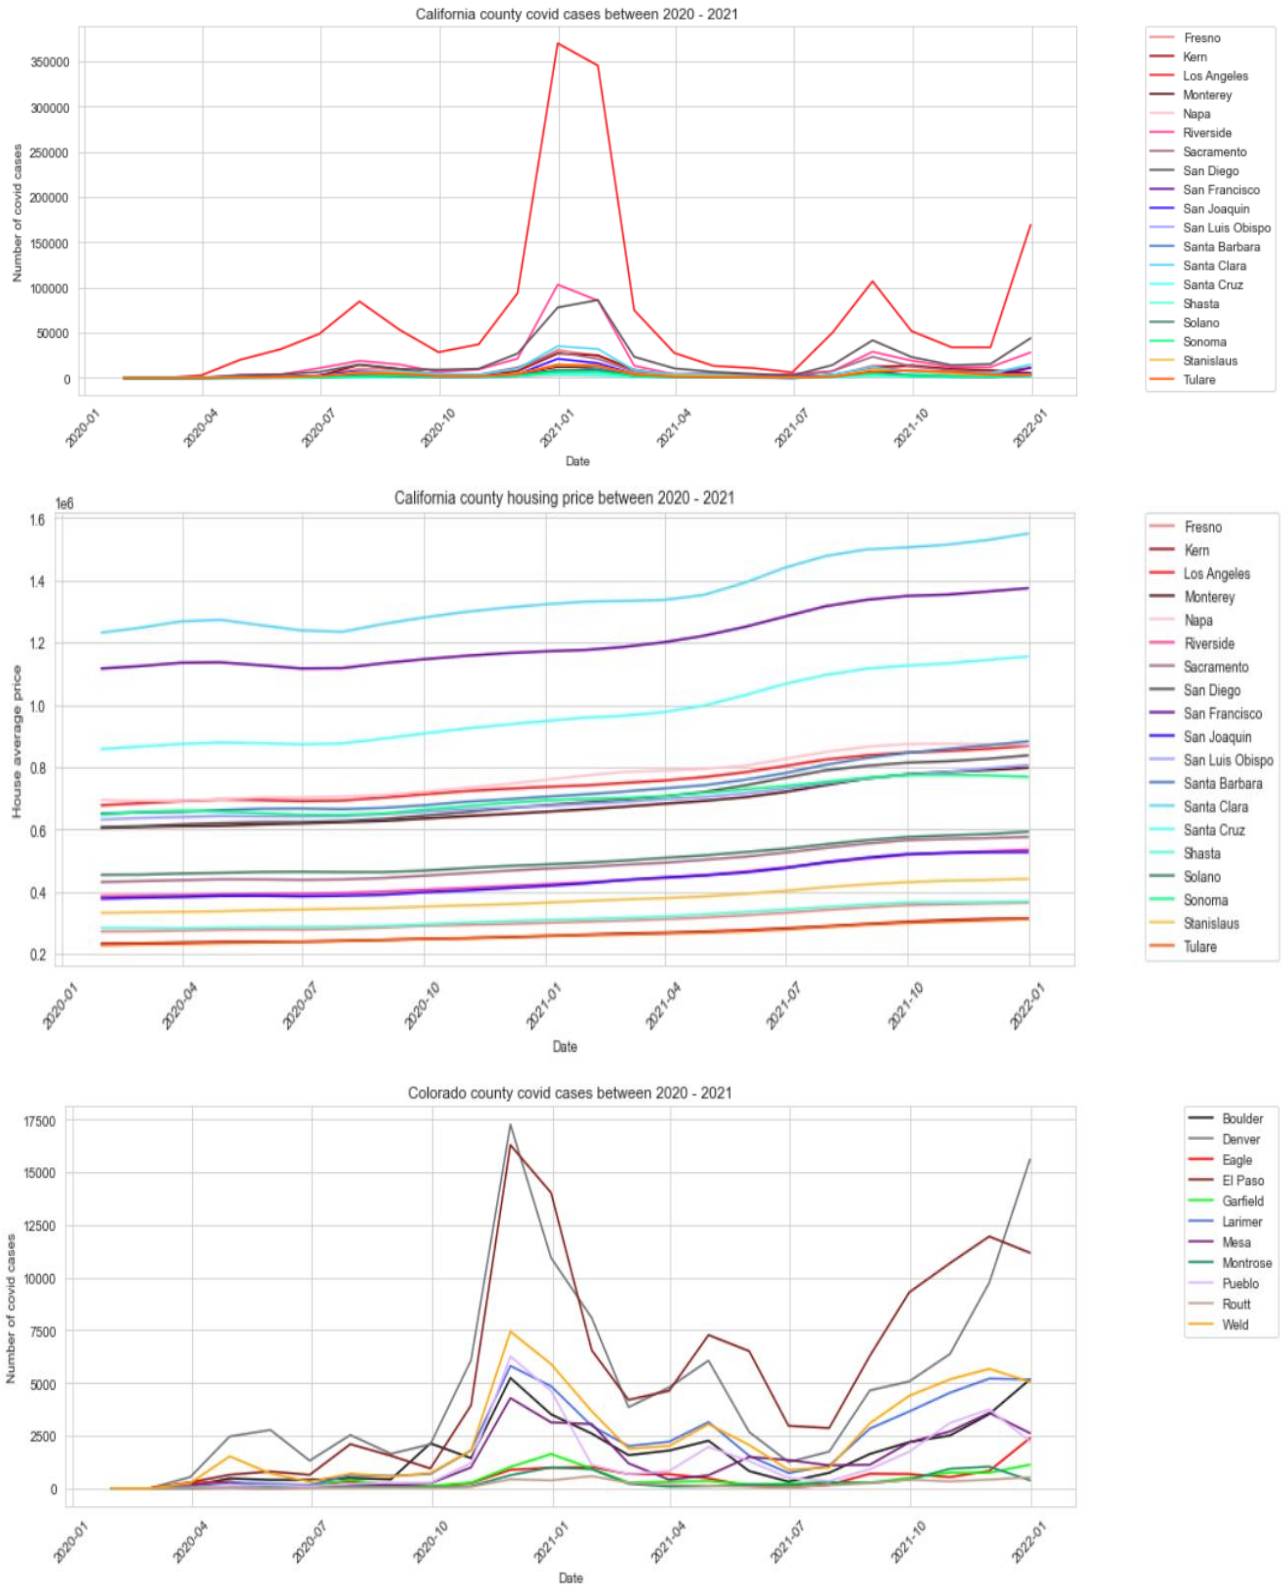 California county covid cases between 2020 - 2021
350000
300000
250000
200000
150000
100000
50000
0
Number of covid cases
2020-01
2020-04
2020-07
2020-10
2021-01
2021-04
2021-07
2021-10
2022-01
Date
Fresno
Kern
Los Angeles
Monterey
Napa
Riverside
Sacramento
San Diego
San Francisco
San Joaquin
San Luis Obispo
Santa Barbara
Santa Clara
Santa Cruz
Shasta
Solano
Sonoma
Stanislaus
Tulare
California county housing price between 2020 - 2021
1e6
1.6
1.4
1.2
1.0
0.8
0.6
0.4
0.2
House average price
2020-01
2020-04
2020-07
2020-10
2021-01
2021-04
2021-07
2021-10
2022-01
Date
Fresno
Kern
Los Angeles
Monterey
Napa
Riverside
Sacramento
San Diego
San Francisco
San Joaquin
San Luis Obispo
Santa Barbara
Santa Clara
Santa Cruz
Shasta
Solano
Sonoma
Stanislaus
Tulare
Colorado county covid cases between 2020 - 2021
17500
15000
12500
10000
7500
5000
2500
0
Number of covid cases
2020-01
2020-04
2020-07
2020-10
2021-01
2021-04
2021-07
2021-10
2022-01
Date
Boulder
Denver
Eagle
El Paso
Garfield
Larimer
Mesa
Montrose
Pueblo
Routt
Weld